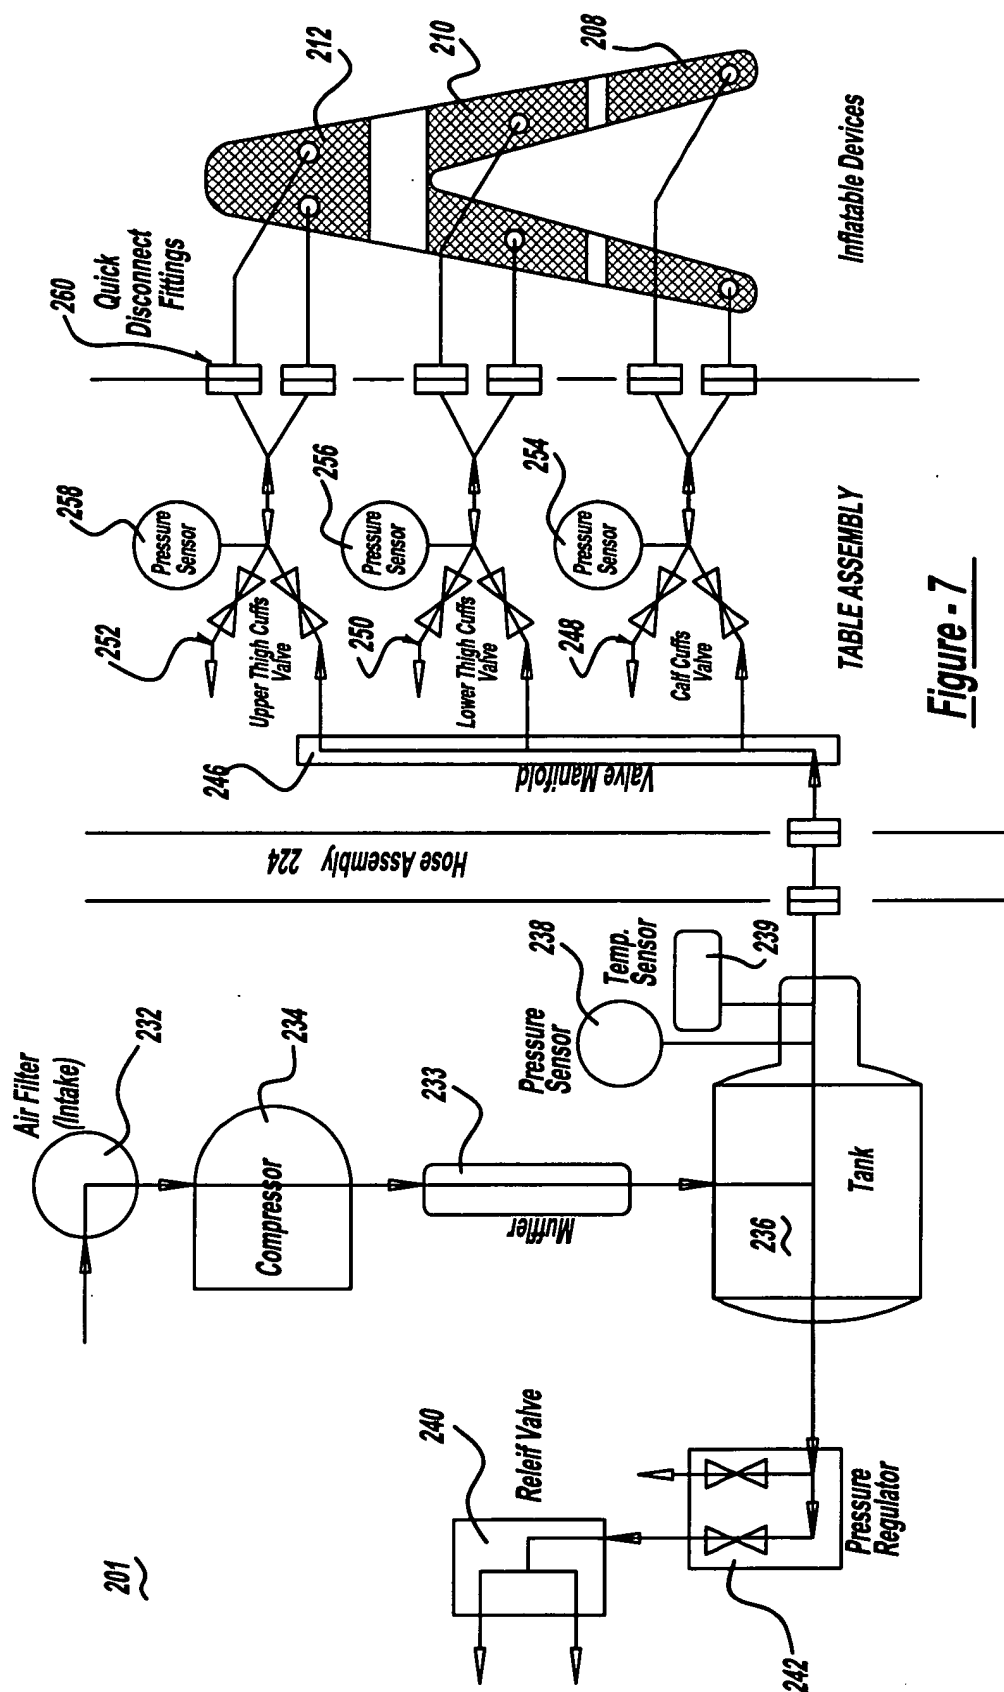 201
Air Filter
(Intake)
232
Compressor
234
Muffler
233
Pressure
Sensor
238
Temp.
Sensor
239
236
Tank
Releif Valve
240
Pressure
Regulator
242
Hose Assembly 224
246
Valve Manifold
252
Upper Thigh Cuffs
Valve
250
Lower Thigh Cuffs
Valve
248
Calf Cuffs
Valve
Pressure
Sensor
258
Pressure
Sensor
256
Pressure
Sensor
254
260
Quick
Disconnect
Fittings
212
210
208
TABLE ASSEMBLY
Inflatable Devices
Figure - 7